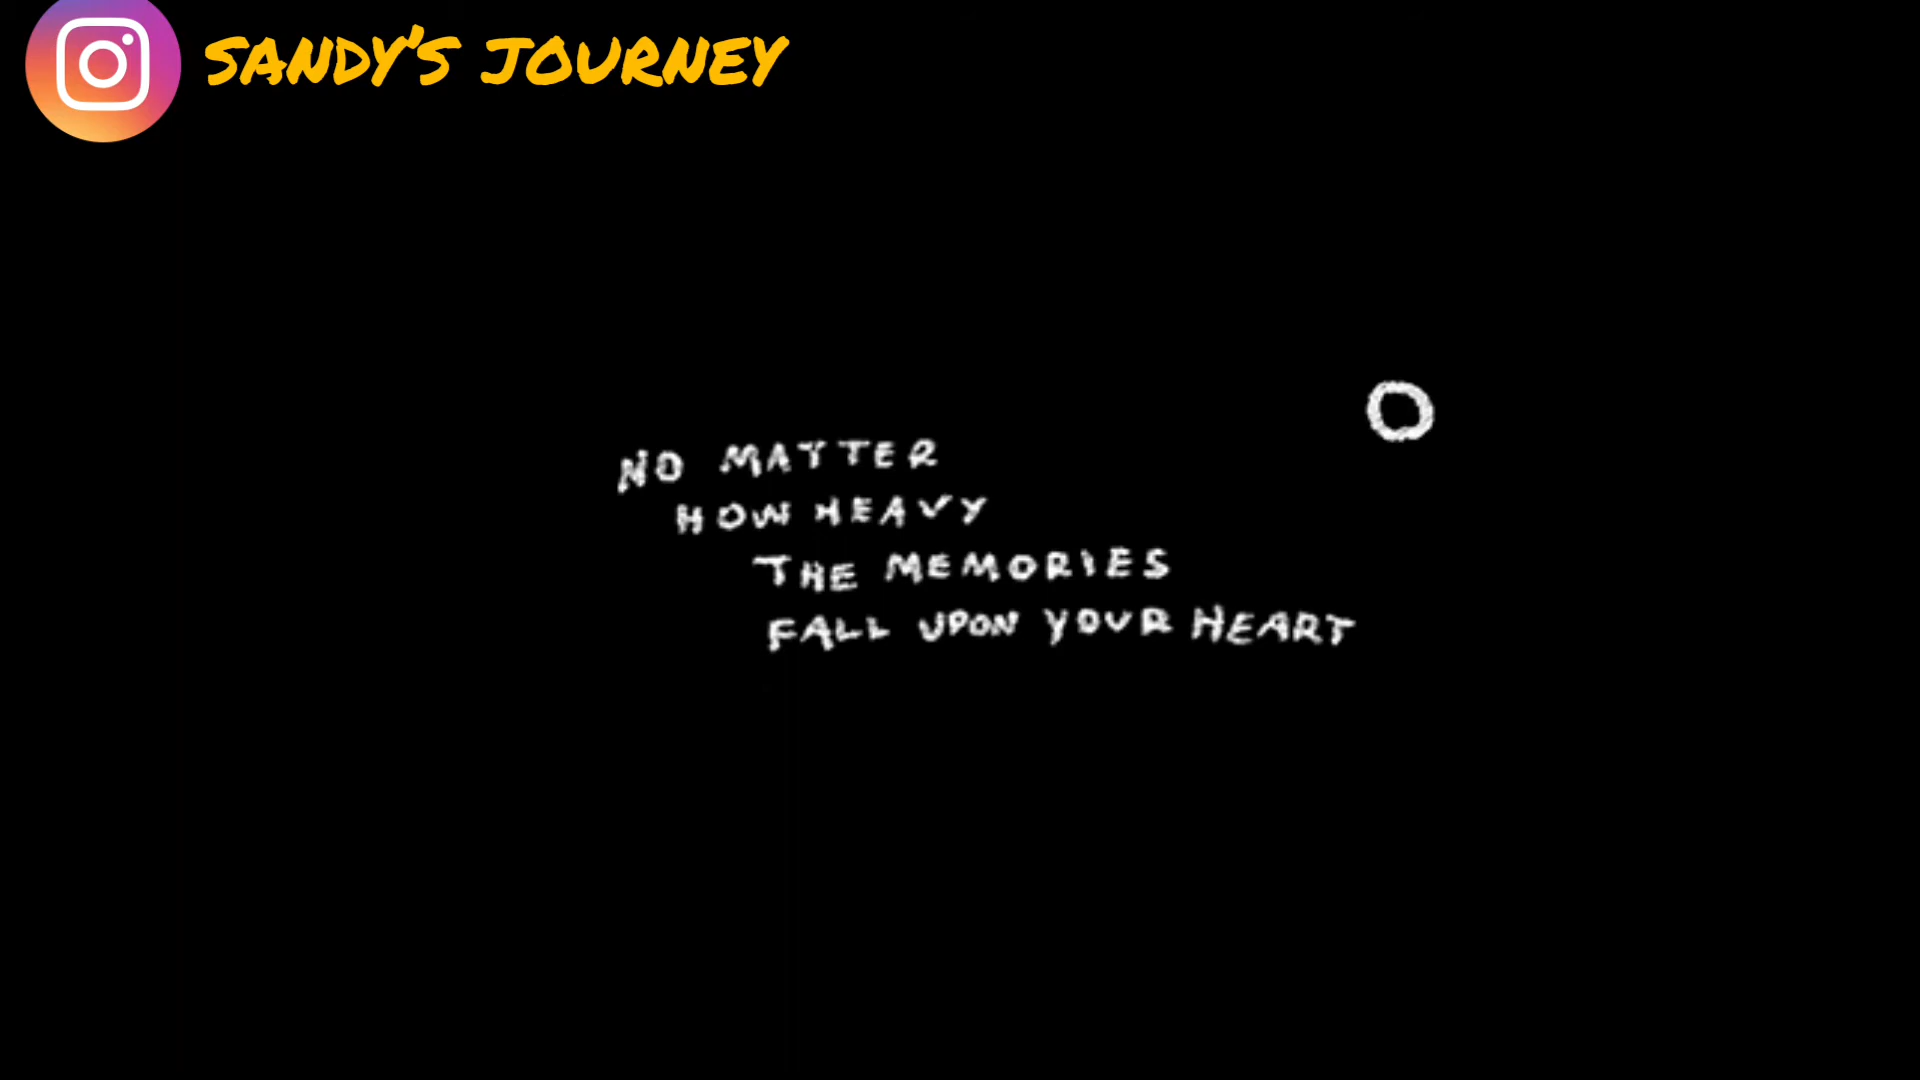 SANDY'S JOURNEY
NO MATTER
HOW HEAVY
THE MEMORIES
FALL UPON YOUR HEART